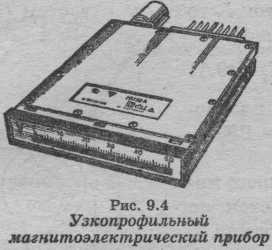 Рис. 9.4
Узкопрофильный
магнитоэлектрический прибор